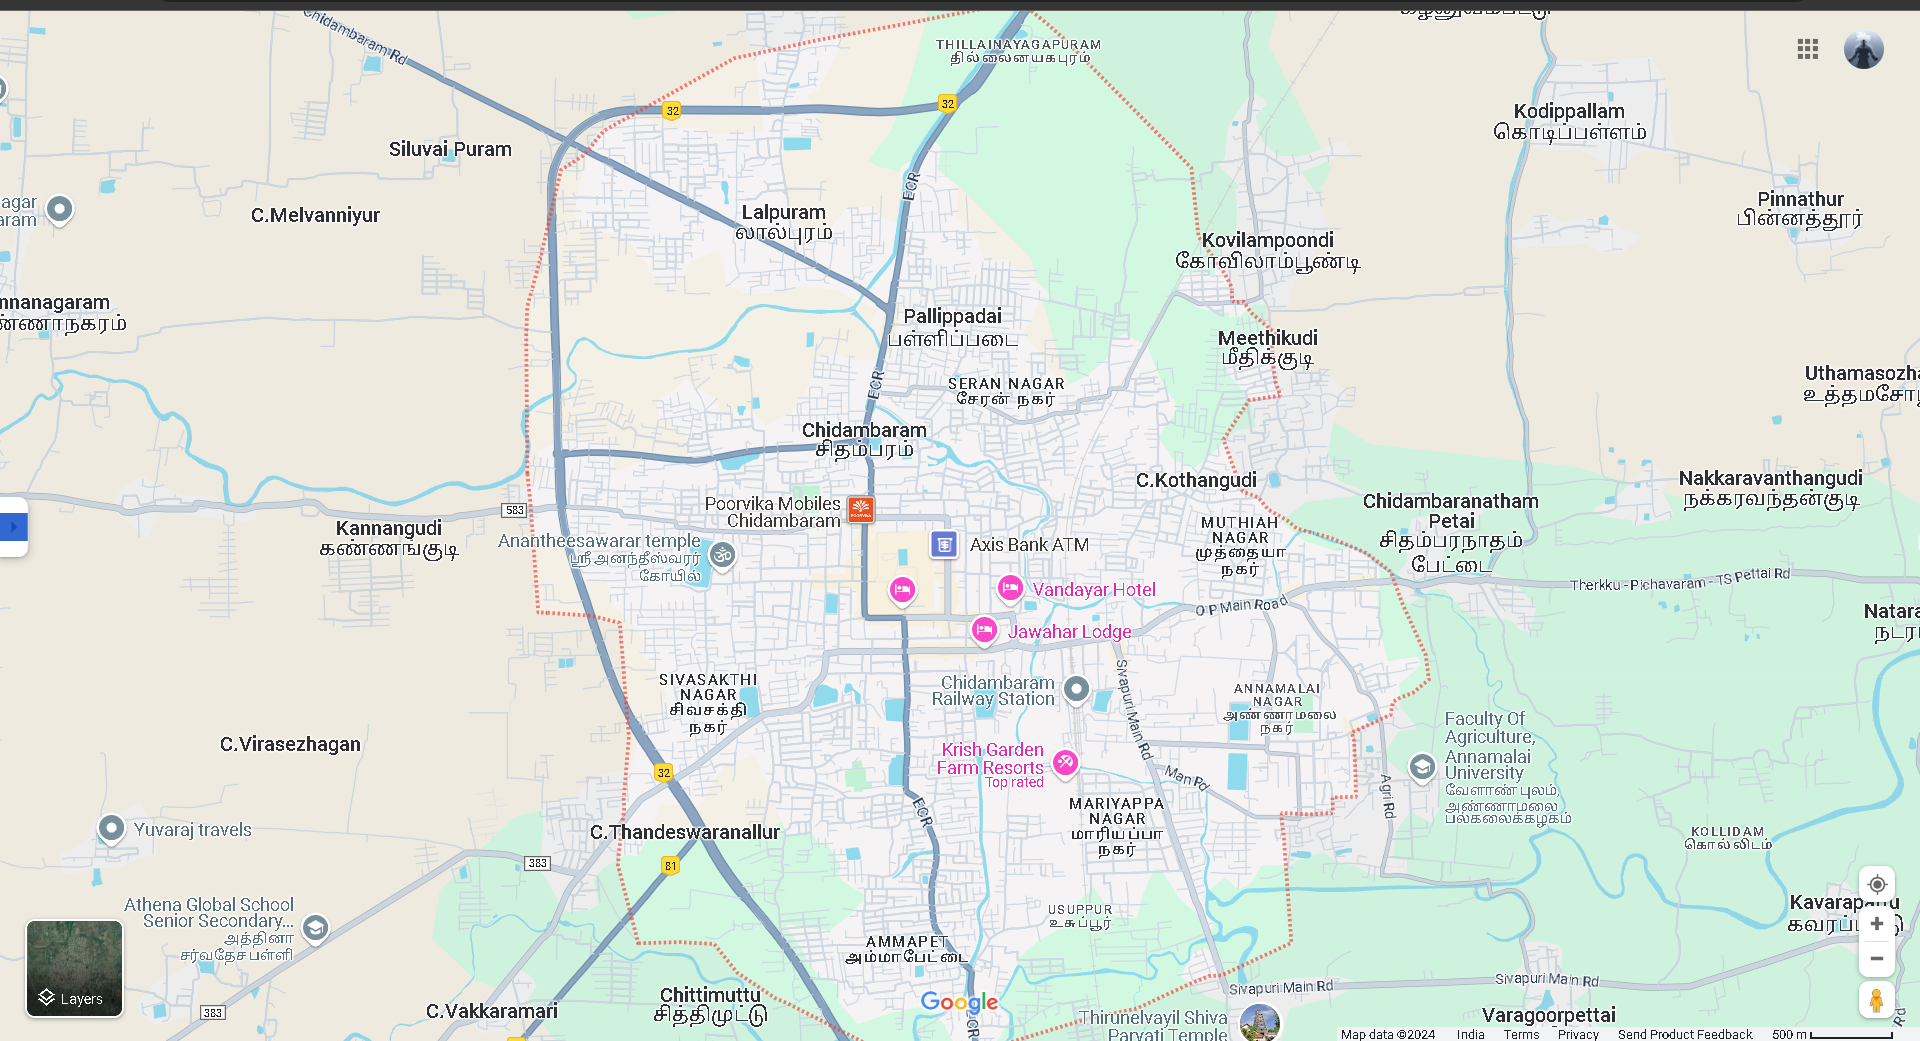 Chidambaram Rd
THILLAINAYAGAPURAM
தில்லைனயகபுரம்
32
32
Kodippallam
கொடிப்பள்ளம்
Siluvai Puram
ECR
Pinnathur
பின்னத்தூர்
agar
aram
C.Melvanniyur
Lalpuram
லால்புரம்
Kovilampoondi
கோவிலாம்பூண்டி
nnanagaram
ண்ணாநகரம்
Pallippadai
பள்ளிப்படை
Meethikudi
மீதிக்குடி
ECR
SERAN NAGAR
சேரன் நகர்
Uthamasozha
உத்தமசோழ
Chidambaram
சிதம்பரம்
C.Kothangudi
Nakkaravanthangudi
நக்கரவந்தன்குடி
583
Poorvika Mobiles
Chidambaram
Chidambaranatham
Petai
சிதம்பரநாதம்
பேட்டை
Kannangudi
கண்ணங்குடி
MUTHIAH
NAGAR
முத்தையா
நகர்
Anantheesawarar temple
ஸ்ரீ அனந்தீஸ்வரர்
கோயில்
Axis Bank ATM
Therkku - Pichavaram - TS Pettai Rd
Vandayar Hotel
O P Main Road
Natara
நடரா
Jawahar Lodge
SIVASAKTHI
NAGAR
சிவசக்தி
நகர்
Chidambaram
Railway Station
Sivapuri Main Rd
ANNAMALAI
NAGAR
அண்ணாமலை
நகர்
Faculty Of
Agriculture,
Annamalai
University
வேளாண் புலம்,
அண்ணாமலை
பல்கலைக்கழகம்
C.Virasezhagan
Krish Garden
Farm Resorts
Top rated
32
Man Rd
Agri Rd
MARIYAPPA
NAGAR
மாரியப்பா
நகர்
ECR
Yuvaraj travels
C.Thandeswaranallur
KOLLIDAM
கொல்லிடம்
383
81
Athena Global School
Senior Secondary...
அத்தினா
சர்வதேச பள்ளி
USUPPUR
உசுப்பூர்
Kavarapattu
AMMAPET
அம்மாபேட்டை
Layers
Chittimuttu
சித்திமுட்டு
Google
Sivapuri Main Rd
Sivapuri Main Rd
383
C.Vakkaramari
ECR
Thirunelvayil Shiva
Parvati Temple
Varagoorpettai
Rd
Map data ©2024 India Terms Privacy Send Product Feedback 500 m